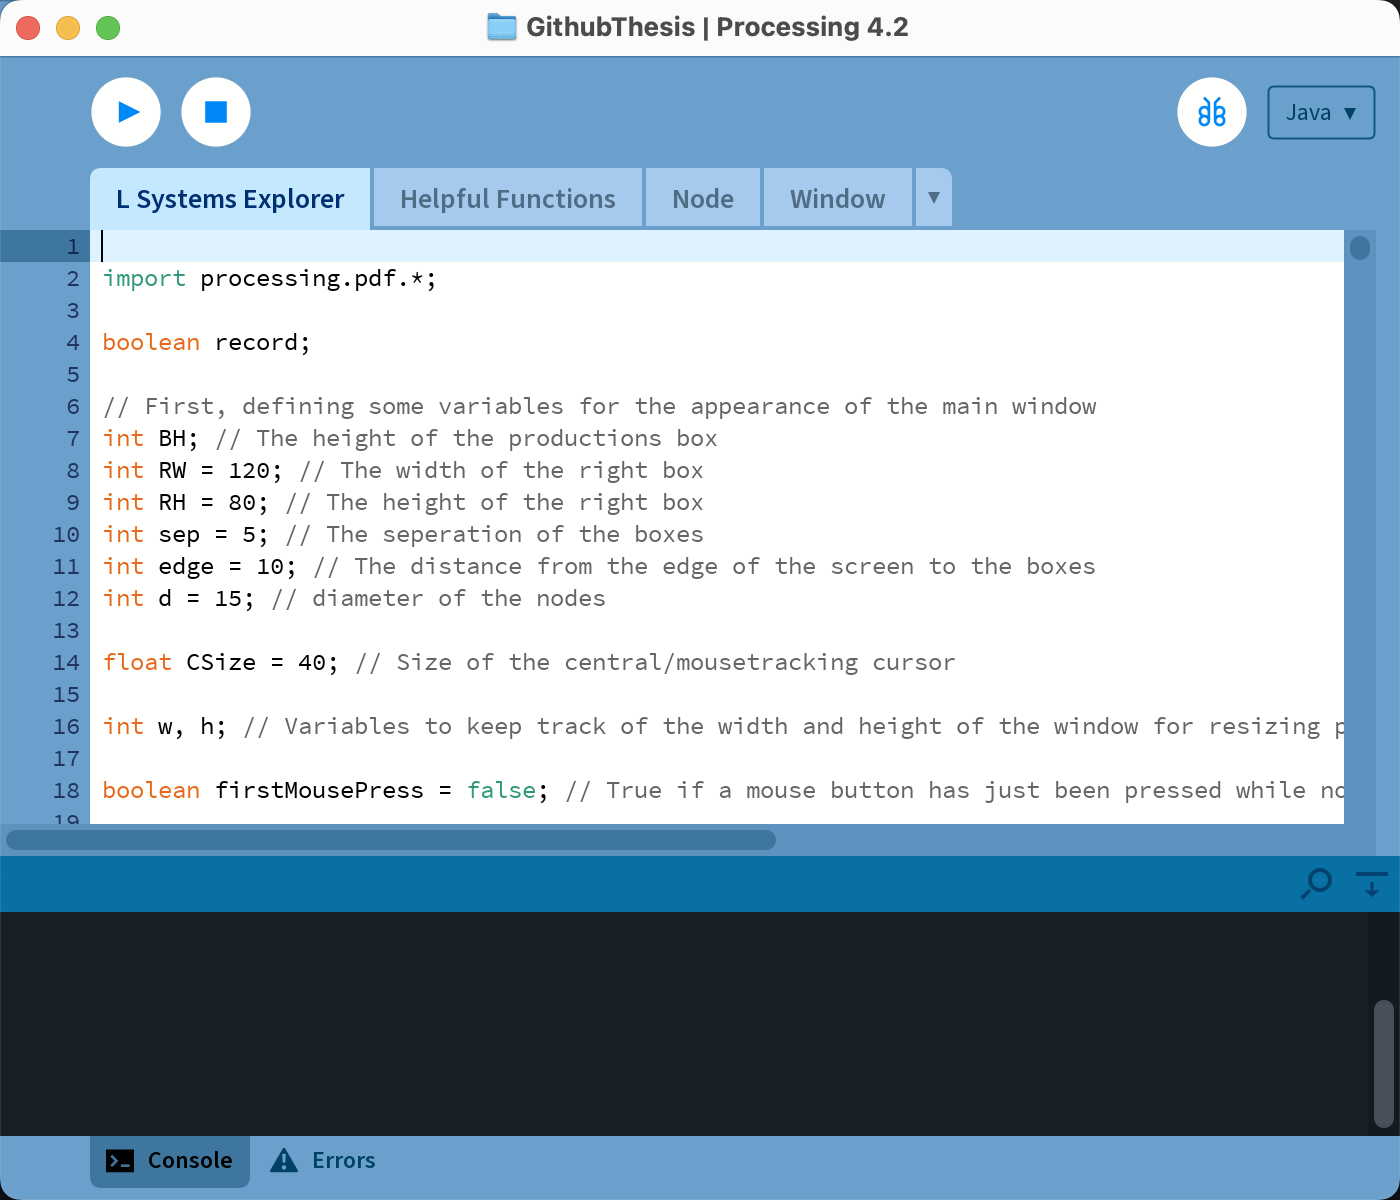 GithubThesis | Processing 4.2
Java ▼
L Systems Explorer Helpful Functions Node Window ▼
1
2 import processing.pdf.*;
3
4 boolean record;
5
6 // First, defining some variables for the appearance of the main window
7 int BH; // The height of the productions box
8 int RW = 120; // The width of the right box
9 int RH = 80; // The height of the right box
10 int sep = 5; // The seperation of the boxes
11 int edge = 10; // The distance from the edge of the screen to the boxes
12 int d = 15; // diameter of the nodes
13
14 float CSize = 40; // Size of the central/mousetracking cursor
15
16 int w, h; // Variables to keep track of the width and height of the window for resizing
17
18 boolean firstMousePress = false; // True if a mouse button has just been pressed while
19
Console Errors